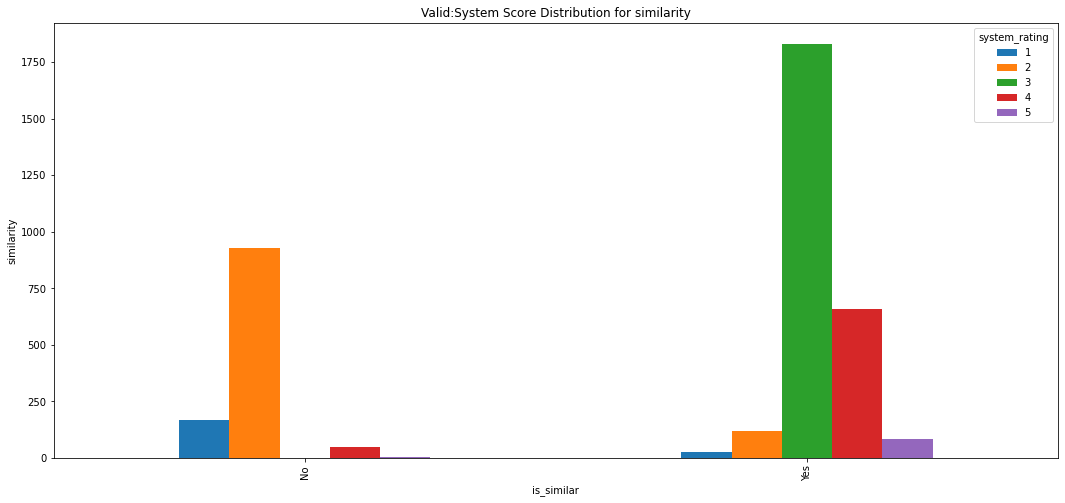 Valid:System Score Distribution for similarity
system_rating
1
2
3
4
5
1750
1500
1250
1000
750
500
250
0
similarity
No
Yes
is_similar